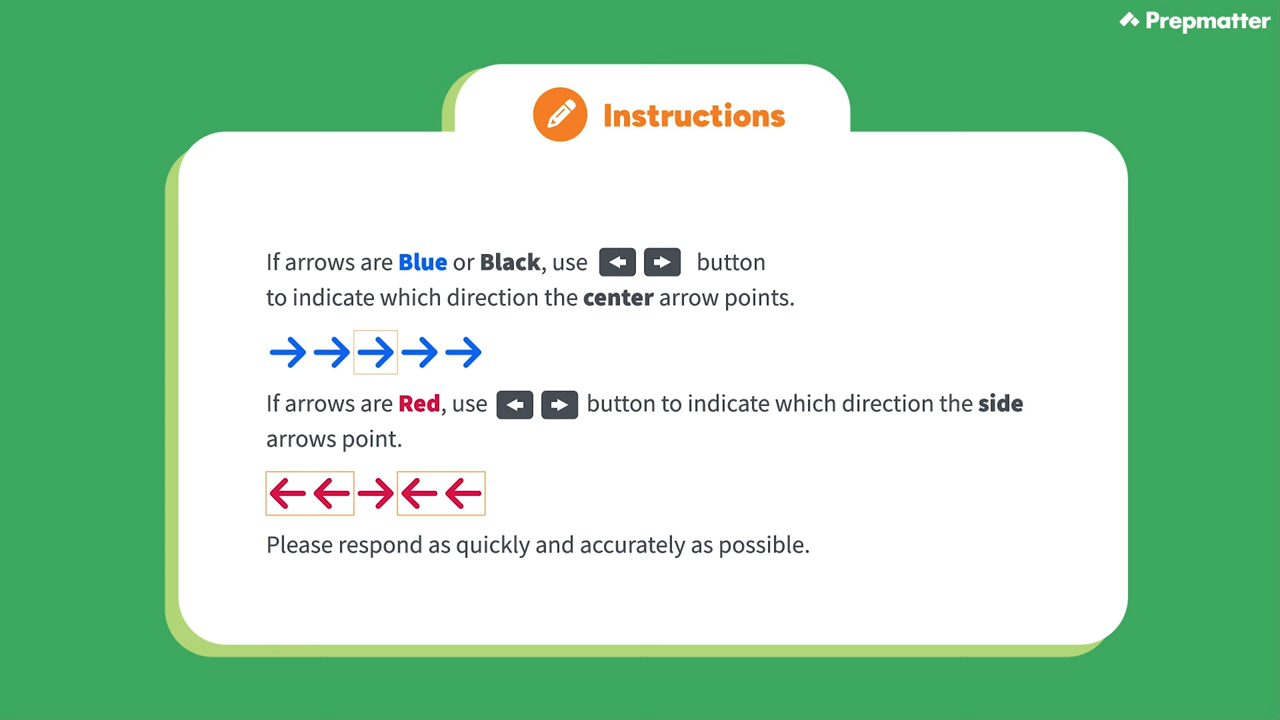 Prepmatter
Instructions
If arrows are Blue or Black, use button
to indicate which direction the center arrow points.
If arrows are Red, use button to indicate which direction the side
arrows point.
Please respond as quickly and accurately as possible.